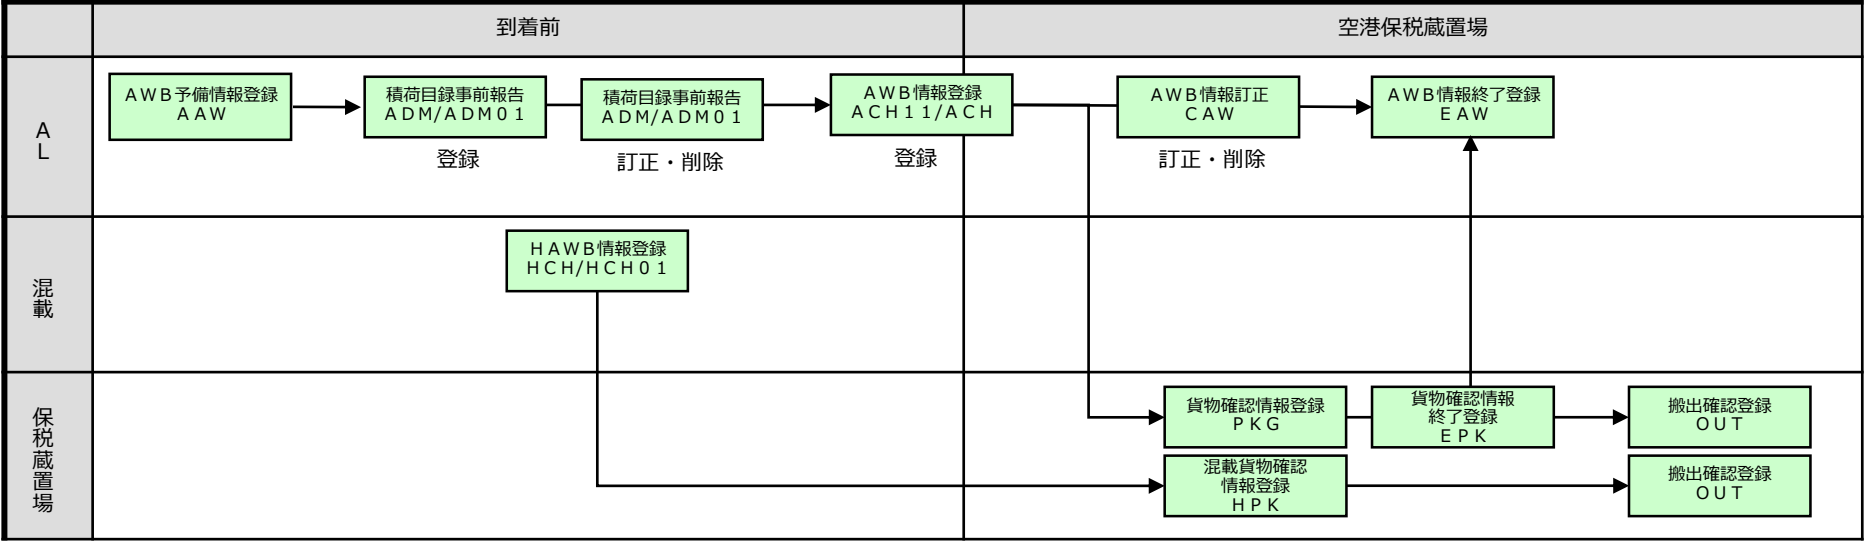 到着前
空港保税蔵置場
AL
AWB予備情報登録
AAW
積荷目録事前報告
ADM/ADM01
登録
積荷目録事前報告
ADM/ADM01
訂正・削除
AWB情報登録
ACH11/ACH
登録
AWB情報訂正
CAW
訂正・削除
AWB情報終了登録
EAW
混載
HAWB情報登録
HCH/HCH01
保税蔵置場
貨物確認情報登録
PKG
貨物確認情報
終了登録
EPK
搬出確認登録
OUT
混載貨物確認
情報登録
HPK
搬出確認登録
OUT